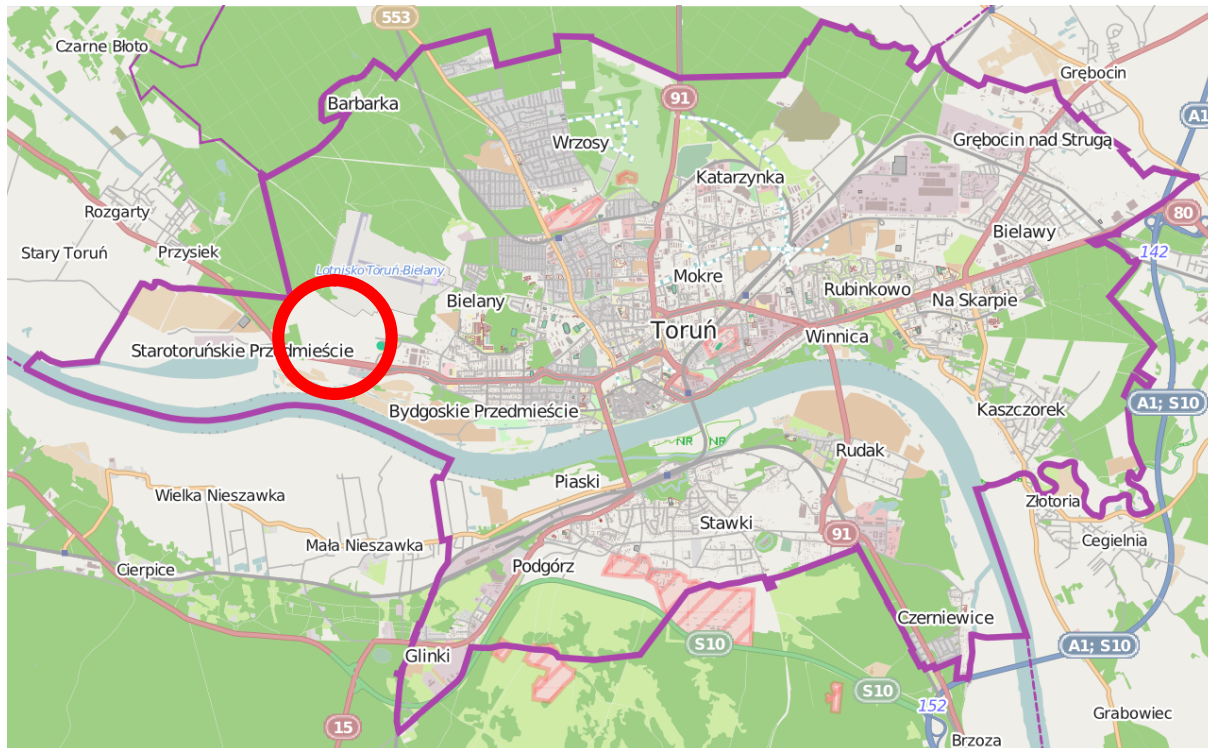 553
Czarne Błoto
Grębocin
Barbarka
91
A1
Wrzosy
Grębocin nad Strugą
Katarzynka
Rozgarty
80
Bielawy
Stary Toruń
Przysiek
142
Lotnisko Toruń-Bielany
Mokre
Rubinkowo
Bielany
Na Skarpie
Toruń
Winnica
Starotoruńskie Przedmieście
A1; S10
Bydgoskie Przedmieście
Kaszczorek
NR NR
Rudak
Piaski
Wielka Nieszawka
Złotoria
Stawki
91
Cegielnia
Mała Nieszawka
Cierpice
Podgórz
Czerniewice
S10
A1; S10
Glinki
S10
152
Grabowiec
15
Brzoza